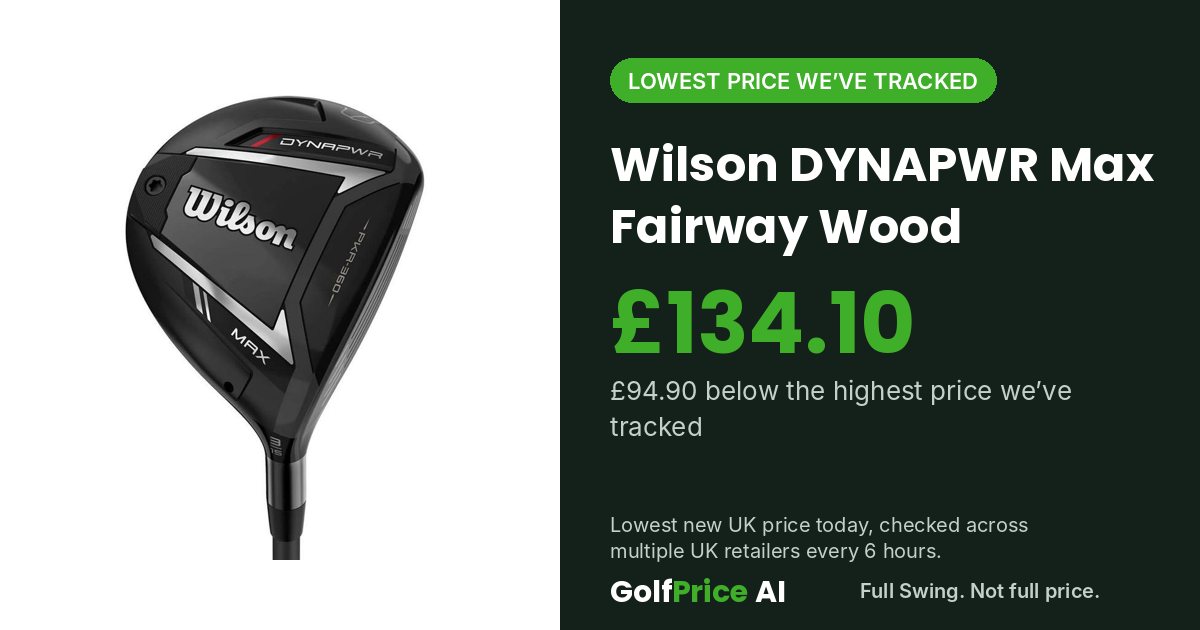 DYNAPWR
Wilson
PKR-360
MAX
3
15
LOWEST PRICE WE’VE TRACKED
Wilson DYNAPWR Max
Fairway Wood
£134.10
£94.90 below the highest price we’ve
tracked
Lowest new UK price today, checked across
multiple UK retailers every 6 hours.
GolfPrice AI
Full Swing. Not full price.